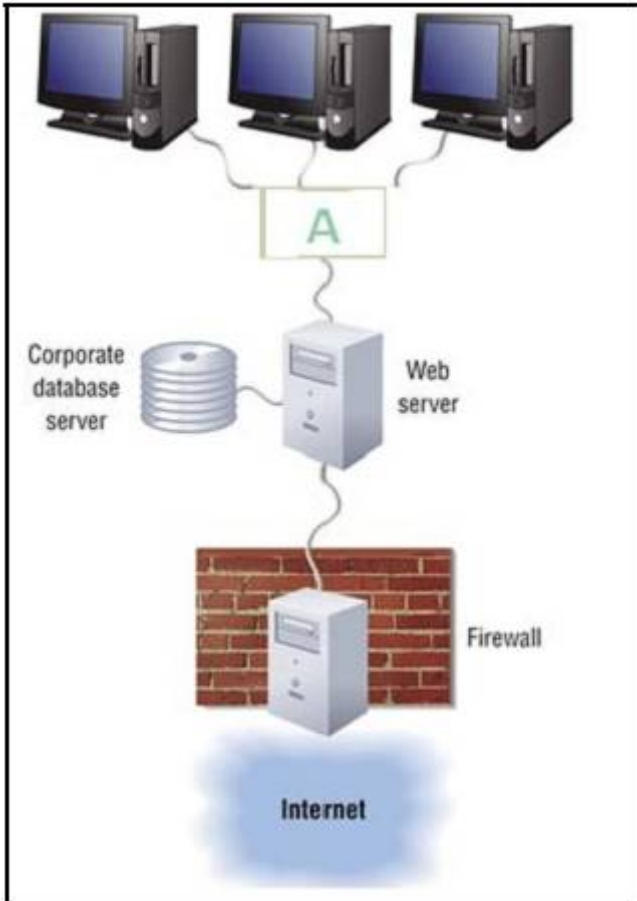 A
Corporate
database
server
Web
server
Firewall
Internet